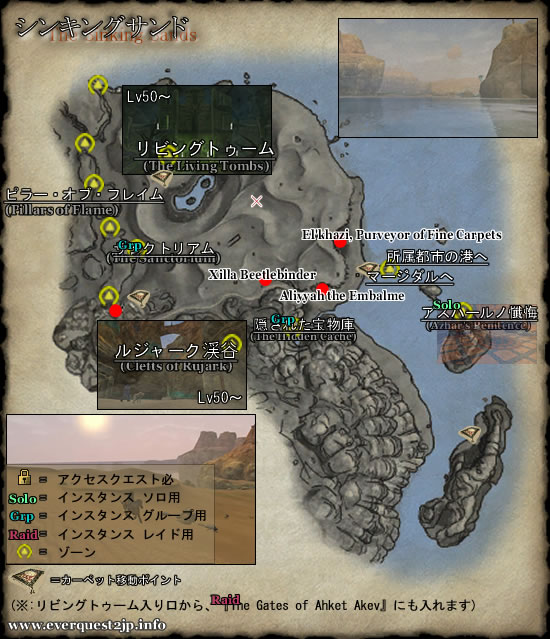 シンキングサンド
The Sinking Lands
Lv50～
リビングトゥーム
(The Living Tombs)
ピラー・オブ・フレイム
(Pillars of Flame)
El'khazi, Purveyor of Fine Carpets
Grp
サンクトリアム
(The Sanctorium)
所属都市の港へ
マージダルへ
Xilla Beetlebinder
Aliyyah the Embalme
Solo
アズハールノ懺悔
(Azhar's Penitence)
Grp
隠された宝物庫
(The Hidden Cache)
ルジャーク渓谷
(Clefts of Rujark)
Lv50～
＝ アクセスクエスト必
Solo＝ インスタンス ソロ用
Grp ＝ インスタンス グループ用
Raid＝ インスタンス レイド用
＝ ゾーン
＝カーペット移動ポイント
Raid
(※:リビングトゥーム入り口から、『The Gates of Ahket Akev』にも入れます)
www.everquest2jp.info